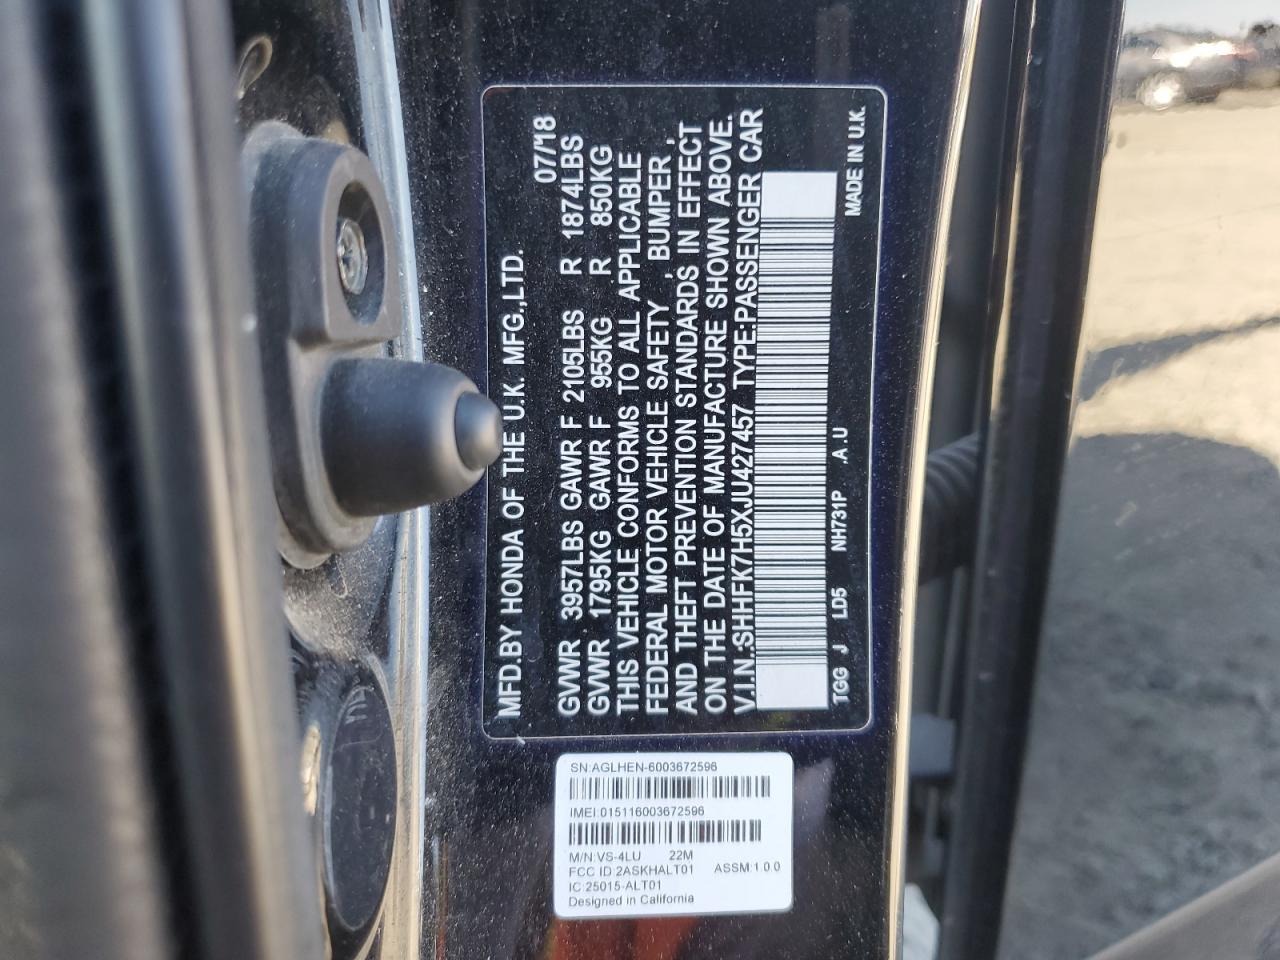 MFD.BY HONDA OF THE U.K. MFG.,LTD.
07/18
GVWR 3957LBS GAWR F 2105LBS R 1874LBS
GVWR 1795KG GAWR F 955KG R 850KG
THIS VEHICLE CONFORMS TO ALL APPLICABLE
FEDERAL MOTOR VEHICLE SAFETY , BUMPER ,
AND THEFT PREVENTION STANDARDS IN EFFECT
ON THE DATE OF MANUFACTURE SHOWN ABOVE.
V.I.N.:SHHFK7H5XJU427457 TYPE:PASSENGER CAR
TGG J LD5 NH731P .A .U MADE IN U.K.
SN:AGLHEN-6003672596
IMEI:015116003672596
M/N:VS-4LU 22M
FCC ID:2ASKHALT01 ASSM:1.0.0
IC:25015-ALT01
Designed in California